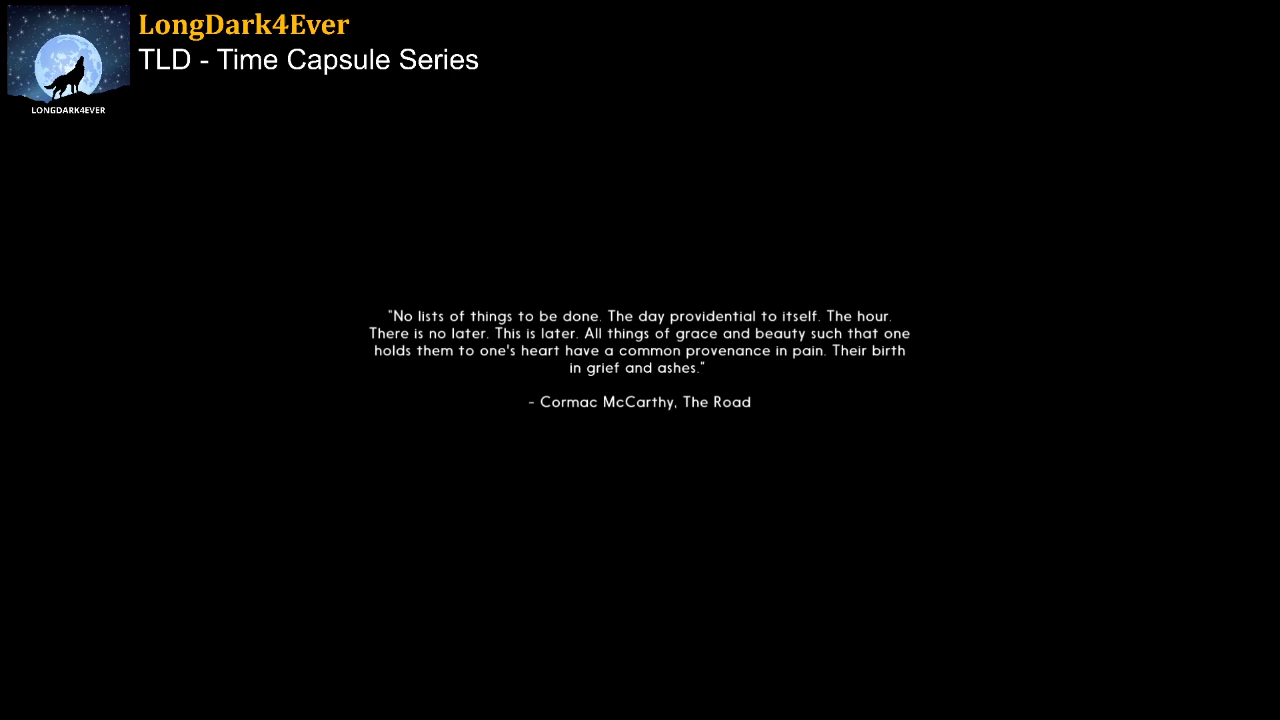 LongDark4Ever
TLD - Time Capsule Series
LONGDARK4EVER
"No lists of things to be done. The day providential to itself. The hour.
There is no later. This is later. All things of grace and beauty such that one
holds them to one's heart have a common provenance in pain. Their birth
in grief and ashes."
- Cormac McCarthy, The Road